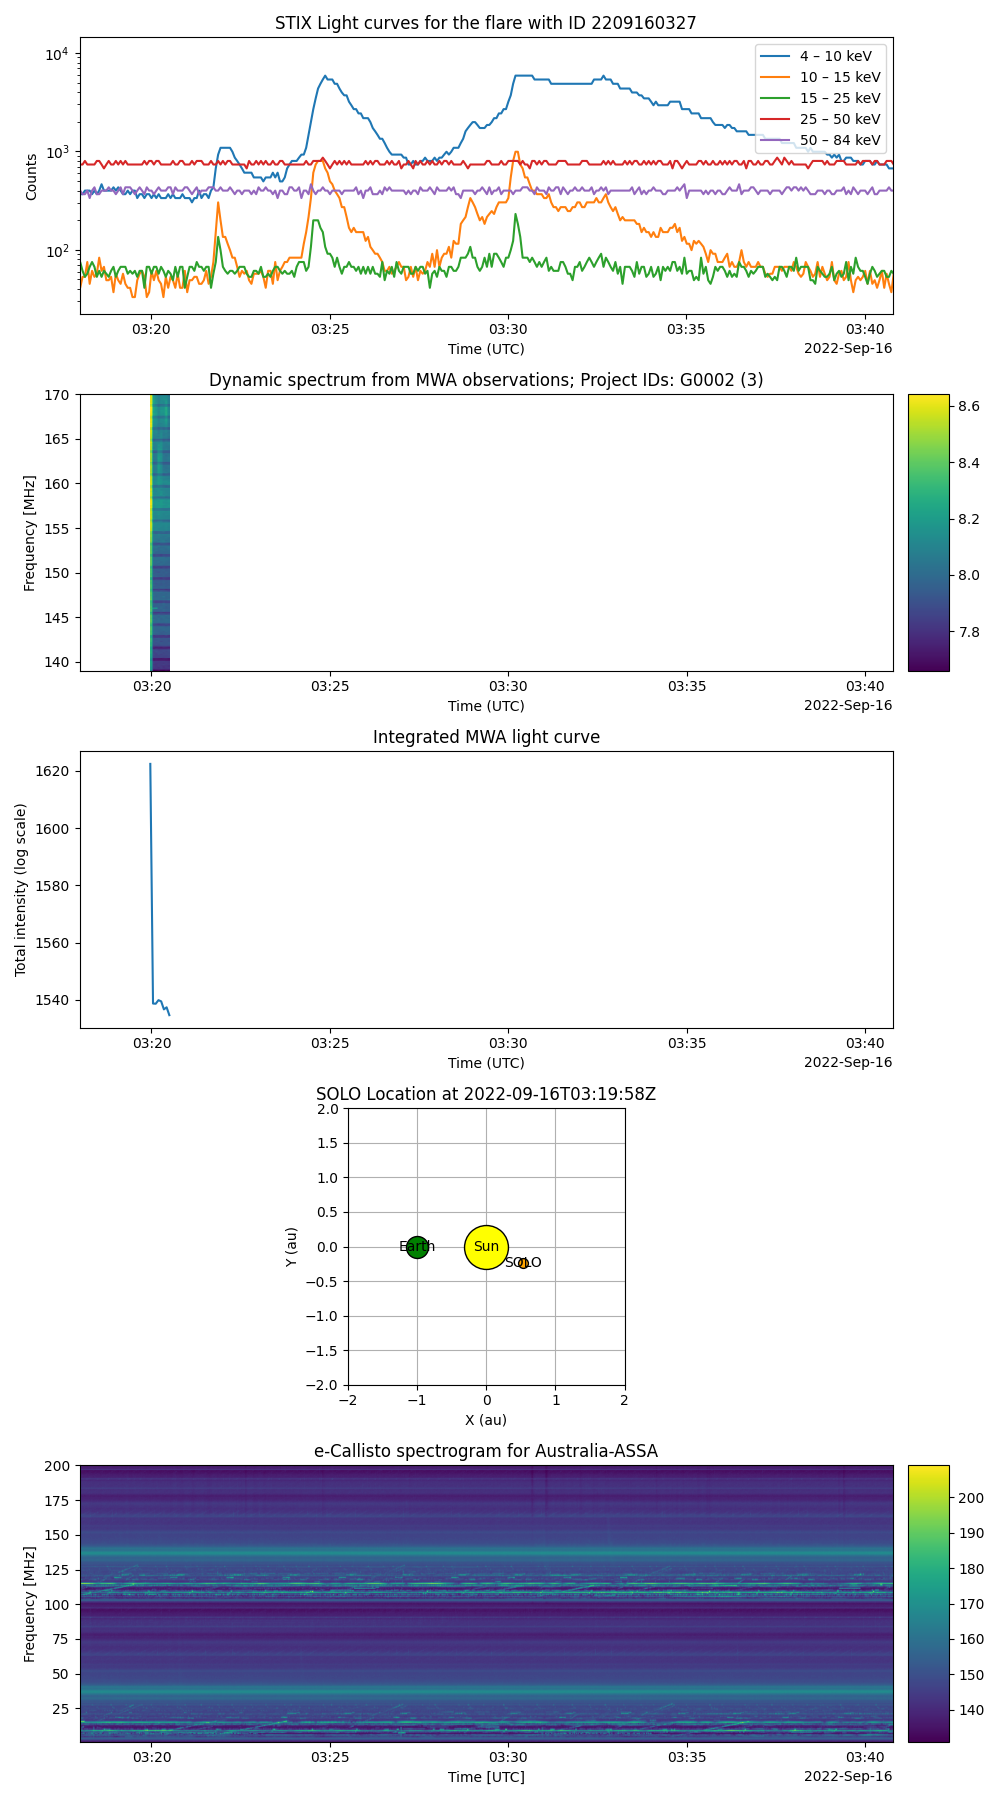 STIX Light curves for the flare with ID 2209160327
10⁴
10³
10²
Counts
4 – 10 keV
10 – 15 keV
15 – 25 keV
25 – 50 keV
50 – 84 keV
03:20 03:25 03:30 03:35 03:40
Time (UTC)
2022-Sep-16
Dynamic spectrum from MWA observations; Project IDs: G0002 (3)
170
165
160
155
150
145
140
Frequency [MHz]
8.6
8.4
8.2
8.0
7.8
03:20 03:25 03:30 03:35 03:40
Time (UTC)
2022-Sep-16
Integrated MWA light curve
1620
1600
1580
1560
1540
Total intensity (log scale)
03:20 03:25 03:30 03:35 03:40
Time (UTC)
2022-Sep-16
SOLO Location at 2022-09-16T03:19:58Z
2.0
1.5
1.0
0.5
0.0
−0.5
−1.0
−1.5
−2.0
Y (au)
Earth
Sun
SOLO
−2 −1 0 1 2
X (au)
e-Callisto spectrogram for Australia-ASSA
200
175
150
125
100
75
50
25
Frequency [MHz]
200
190
180
170
160
150
140
03:20 03:25 03:30 03:35 03:40
Time [UTC]
2022-Sep-16